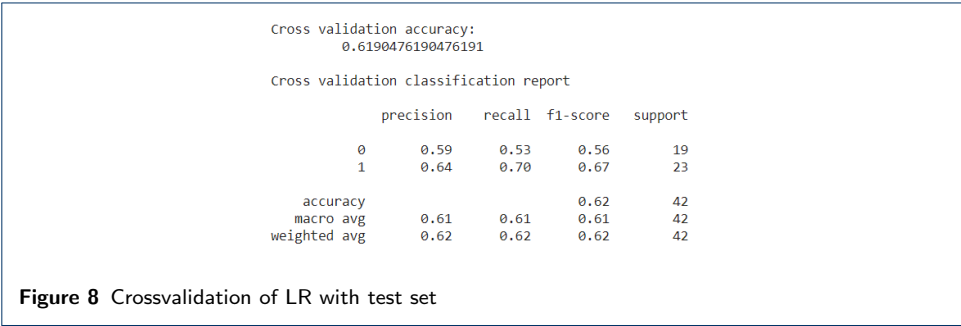 Cross validation accuracy:
0.6190476190476191
Cross validation classification report
precision recall f1-score support
0 0.59 0.53 0.56 19
1 0.64 0.70 0.67 23
accuracy 0.62 42
macro avg 0.61 0.61 0.61 42
weighted avg 0.62 0.62 0.62 42
Figure 8 Crossvalidation of LR with test set